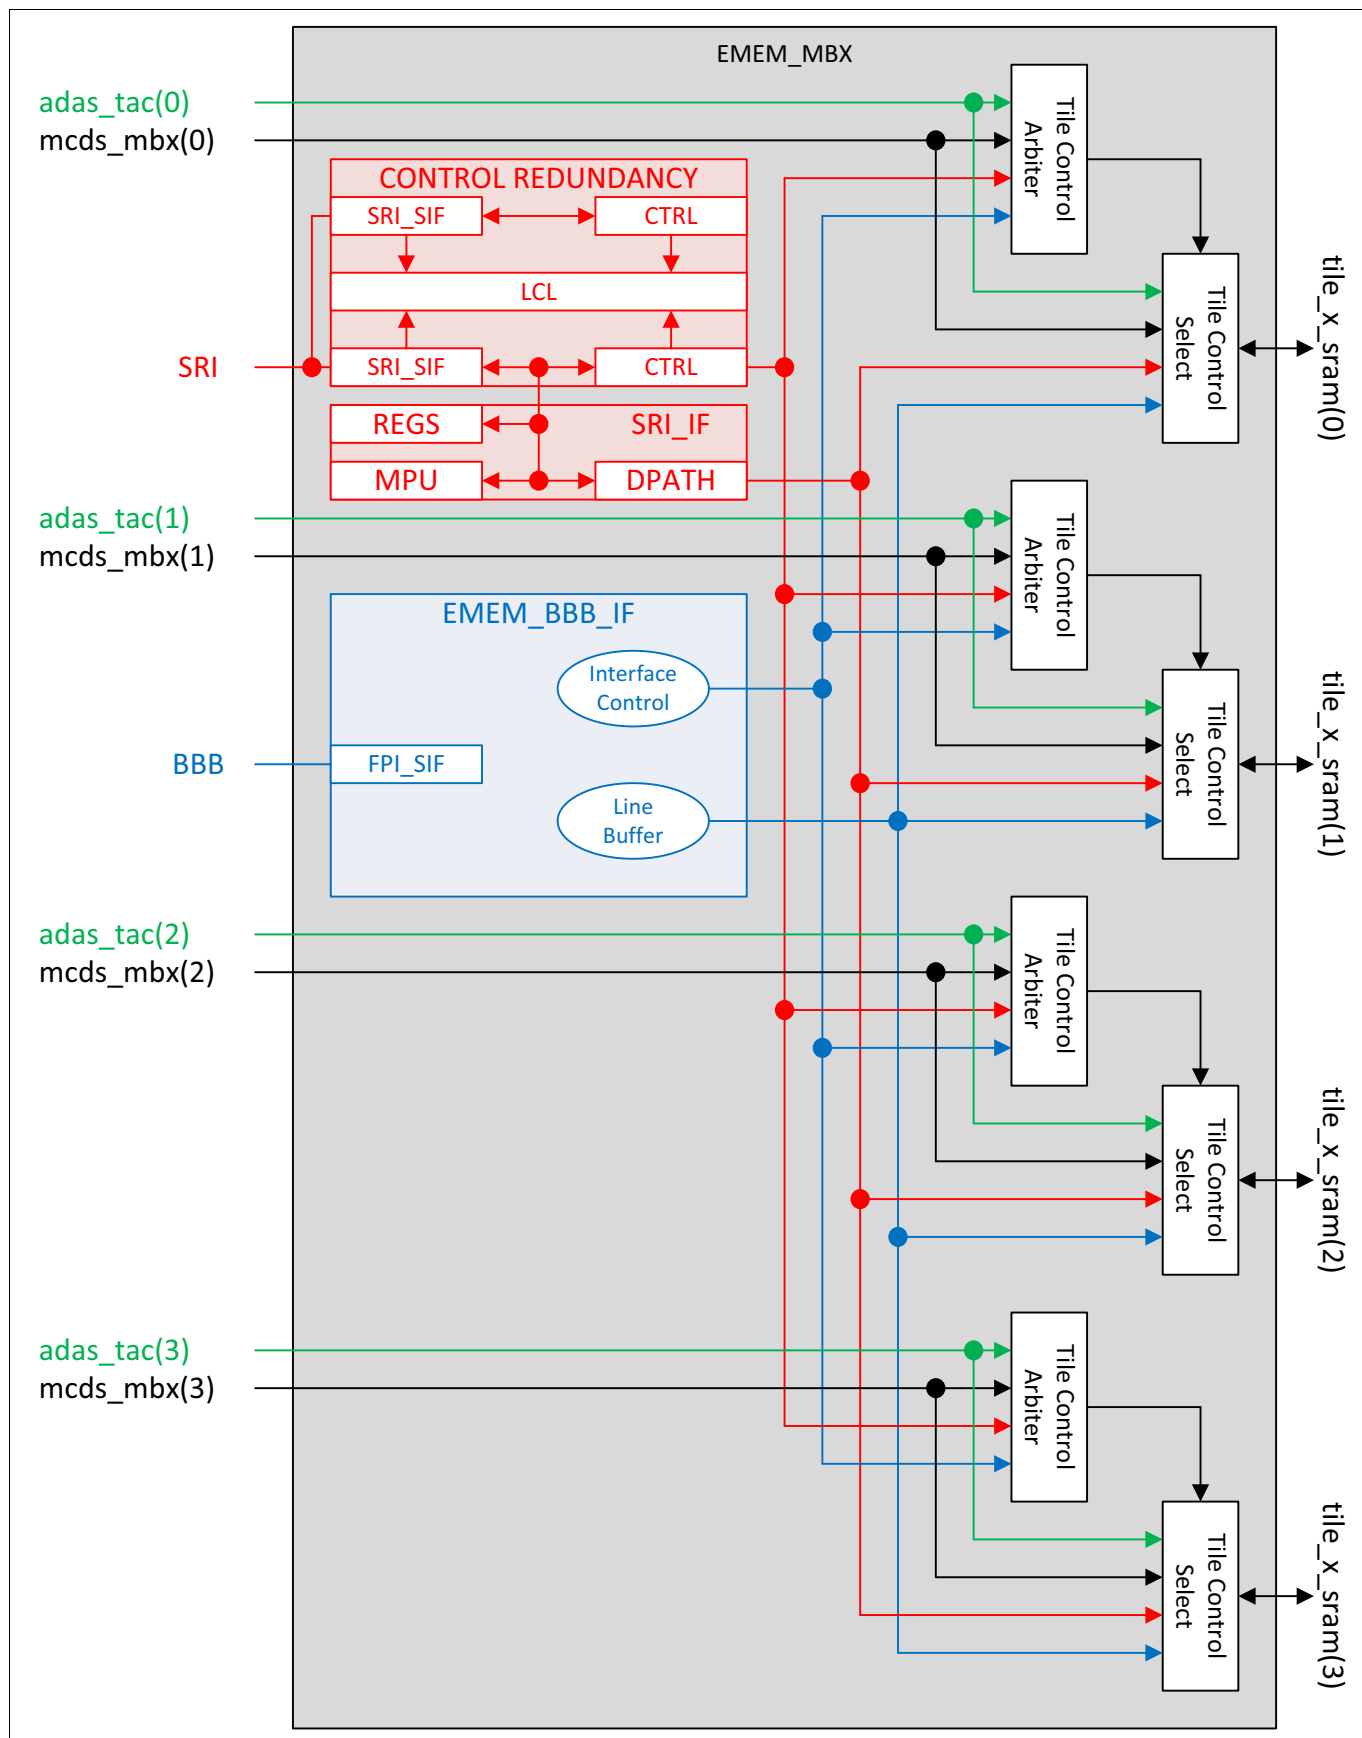 EMEM_MBX
adas_tac(0)
mcds_mbx(0)
Tile Control
Arbiter
CONTROL REDUNDANCY
SRI_SIF
CTRL
LCL
SRI
SRI_SIF
CTRL
Tile Control
Select
tile_x_sram(0)
REGS
SRI_IF
MPU
DPATH
adas_tac(1)
mcds_mbx(1)
Tile Control
Arbiter
EMEM_BBB_IF
Interface
Control
BBB
FPI_SIF
Line
Buffer
Tile Control
Select
tile_x_sram(1)
adas_tac(2)
mcds_mbx(2)
Tile Control
Arbiter
Tile Control
Select
tile_x_sram(2)
adas_tac(3)
mcds_mbx(3)
Tile Control
Arbiter
Tile Control
Select
tile_x_sram(3)